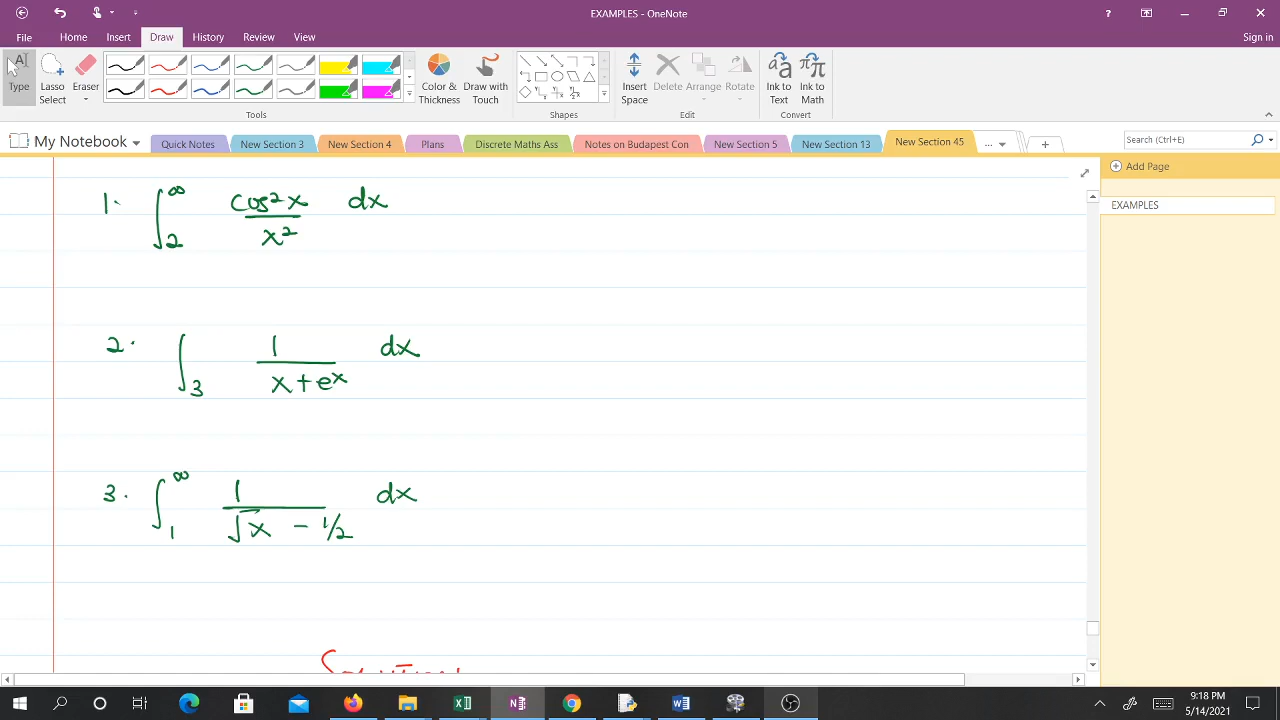 EXAMPLES - OneNote
File Home Insert Draw History Review View Sign in
Type Lasso Select Eraser Color & Thickness Draw with Touch Insert Space Delete Arrange Rotate Ink to Text Ink to Math
Tools Shapes Edit Convert
My Notebook Quick Notes New Section 3 New Section 4 Plans Discrete Maths Ass Notes on Budapest Con New Section 5 New Section 13 New Section 45 ... + Search (Ctrl+E)
Add Page
EXAMPLES
1. ∫₂^∞ cos²x / x² dx
2. ∫₃ 1 / (x + eˣ) dx
3. ∫₁^∞ 1 / (√x - 1/2) dx
9:18 PM
5/14/2021